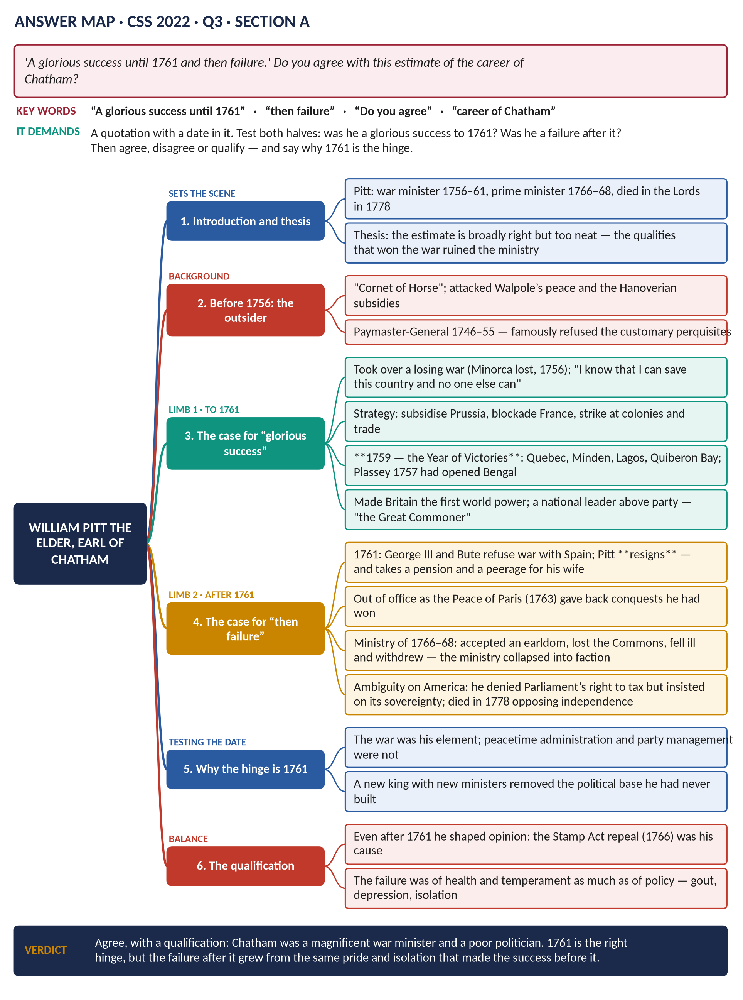 ANSWER MAP · CSS 2022 · Q3 · SECTION A
'A glorious success until 1761 and then failure.' Do you agree with this estimate of the career of
Chatham?
KEY WORDS “A glorious success until 1761” · “then failure” · “Do you agree” · “career of Chatham”
IT DEMANDS A quotation with a date in it. Test both halves: was he a glorious success to 1761? Was he a failure after it?
Then agree, disagree or qualify — and say why 1761 is the hinge.
WILLIAM PITT THE
ELDER, EARL OF
CHATHAM
SETS THE SCENE
1. Introduction and thesis
Pitt: war minister 1756–61, prime minister 1766–68, died in the Lords
in 1778
Thesis: the estimate is broadly right but too neat — the qualities
that won the war ruined the ministry
BACKGROUND
2. Before 1756: the
outsider
"Cornet of Horse"; attacked Walpole’s peace and the Hanoverian
subsidies
Paymaster-General 1746–55 — famously refused the customary perquisites
LIMB 1 · TO 1761
3. The case for “glorious
success”
Took over a losing war (Minorca lost, 1756); "I know that I can save
this country and no one else can"
Strategy: subsidise Prussia, blockade France, strike at colonies and
trade
**1759 — the Year of Victories**: Quebec, Minden, Lagos, Quiberon Bay;
Plassey 1757 had opened Bengal
Made Britain the first world power; a national leader above party —
"the Great Commoner"
LIMB 2 · AFTER 1761
4. The case for “then
failure”
1761: George III and Bute refuse war with Spain; Pitt **resigns** —
and takes a pension and a peerage for his wife
Out of office as the Peace of Paris (1763) gave back conquests he had
won
Ministry of 1766–68: accepted an earldom, lost the Commons, fell ill
and withdrew — the ministry collapsed into faction
Ambiguity on America: he denied Parliament’s right to tax but insisted
on its sovereignty; died in 1778 opposing independence
TESTING THE DATE
5. Why the hinge is 1761
The war was his element; peacetime administration and party management
were not
A new king with new ministers removed the political base he had never
built
BALANCE
6. The qualification
Even after 1761 he shaped opinion: the Stamp Act repeal (1766) was his
cause
The failure was of health and temperament as much as of policy — gout,
depression, isolation
VERDICT Agree, with a qualification: Chatham was a magnificent war minister and a poor politician. 1761 is the right
hinge, but the failure after it grew from the same pride and isolation that made the success before it.